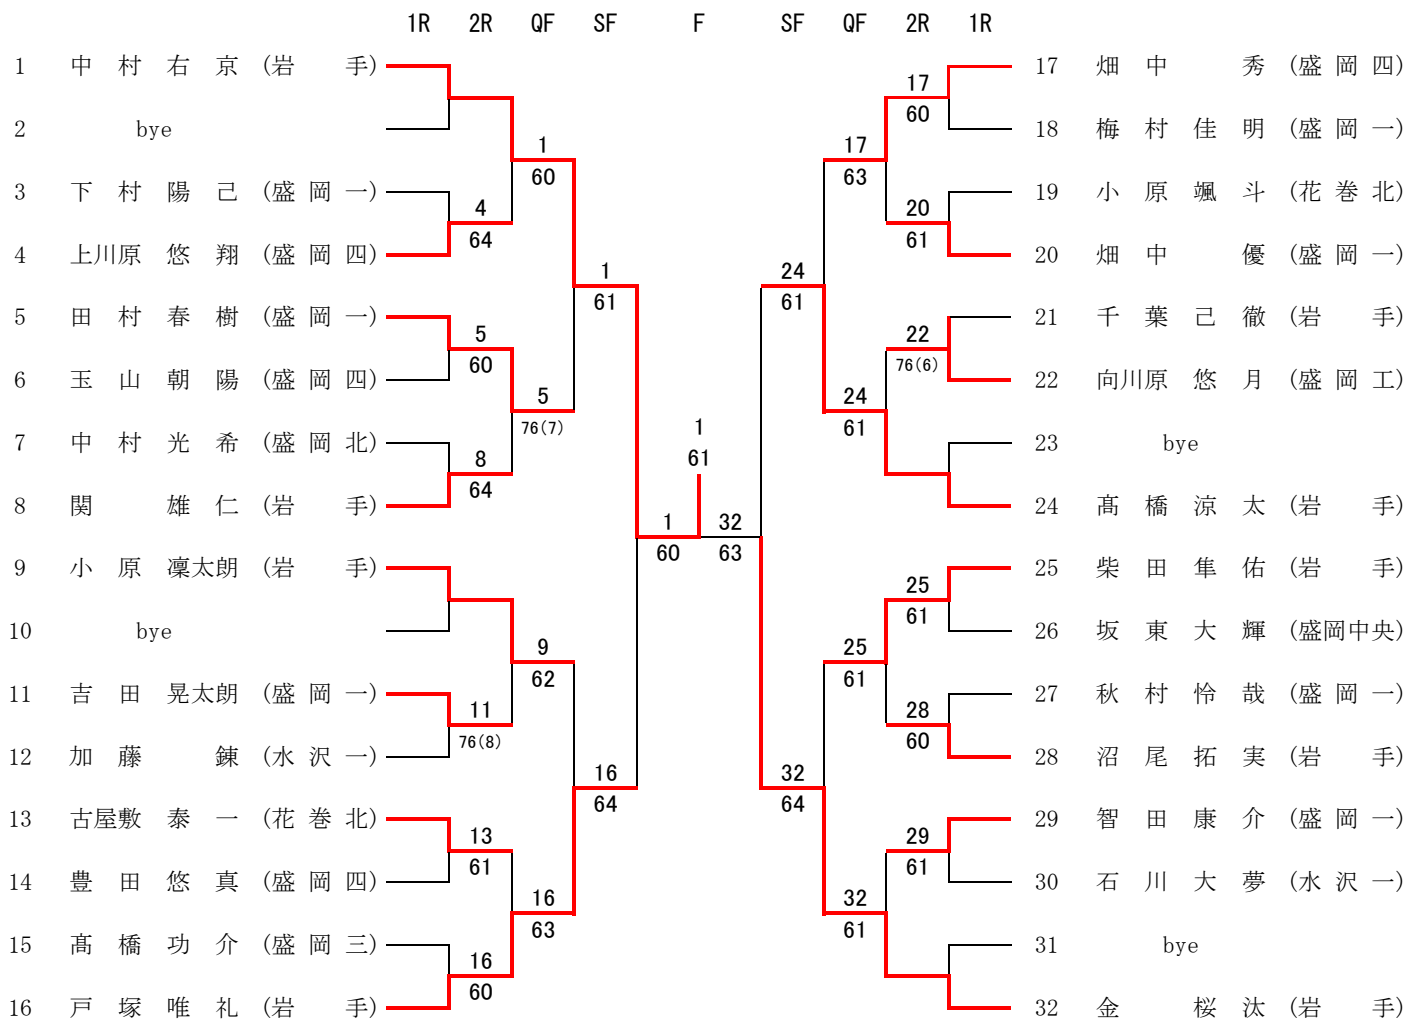 1R 2R QF SF F SF QF 2R 1R
1 中村右京 (岩手) 17 畑中 秀 (盛岡四)
17
60
2 bye 18 梅村佳明 (盛岡一)
1 17
60 63
3 下村陽己 (盛岡一) 19 小原颯斗 (花巻北)
4 20
64 61
4 上川原悠翔 (盛岡四) 20 畑中 優 (盛岡一)
1 24
61 61
5 田村春樹 (盛岡一) 21 千葉己徹 (岩手)
5 22
60 76(6)
6 玉山朝陽 (盛岡四) 22 向川原悠月 (盛岡工)
5 24
76(7) 61
7 中村光希 (盛岡北) 23 bye
1
61
8
64
8 関 雄仁 (岩手) 24 髙橋涼太 (岩手)
1 32
60 63
9 小原凜太朗 (岩手) 25 柴田隼佑 (岩手)
25
61
10 bye 26 坂東大輝 (盛岡中央)
9 25
62 61
11 吉田晃太朗 (盛岡一) 27 秋村怜哉 (盛岡一)
11 28
76(8) 60
12 加藤 錬 (水沢一) 28 沼尾拓実 (岩手)
16 32
64 64
13 古屋敷泰一 (花巻北) 29 智田康介 (盛岡一)
13 29
61 61
14 豊田悠真 (盛岡四) 30 石川大夢 (水沢一)
16 32
63 61
15 髙橋功介 (盛岡三) 31 bye
16
60
16 戸塚唯礼 (岩手) 32 金 桜汰 (岩手)